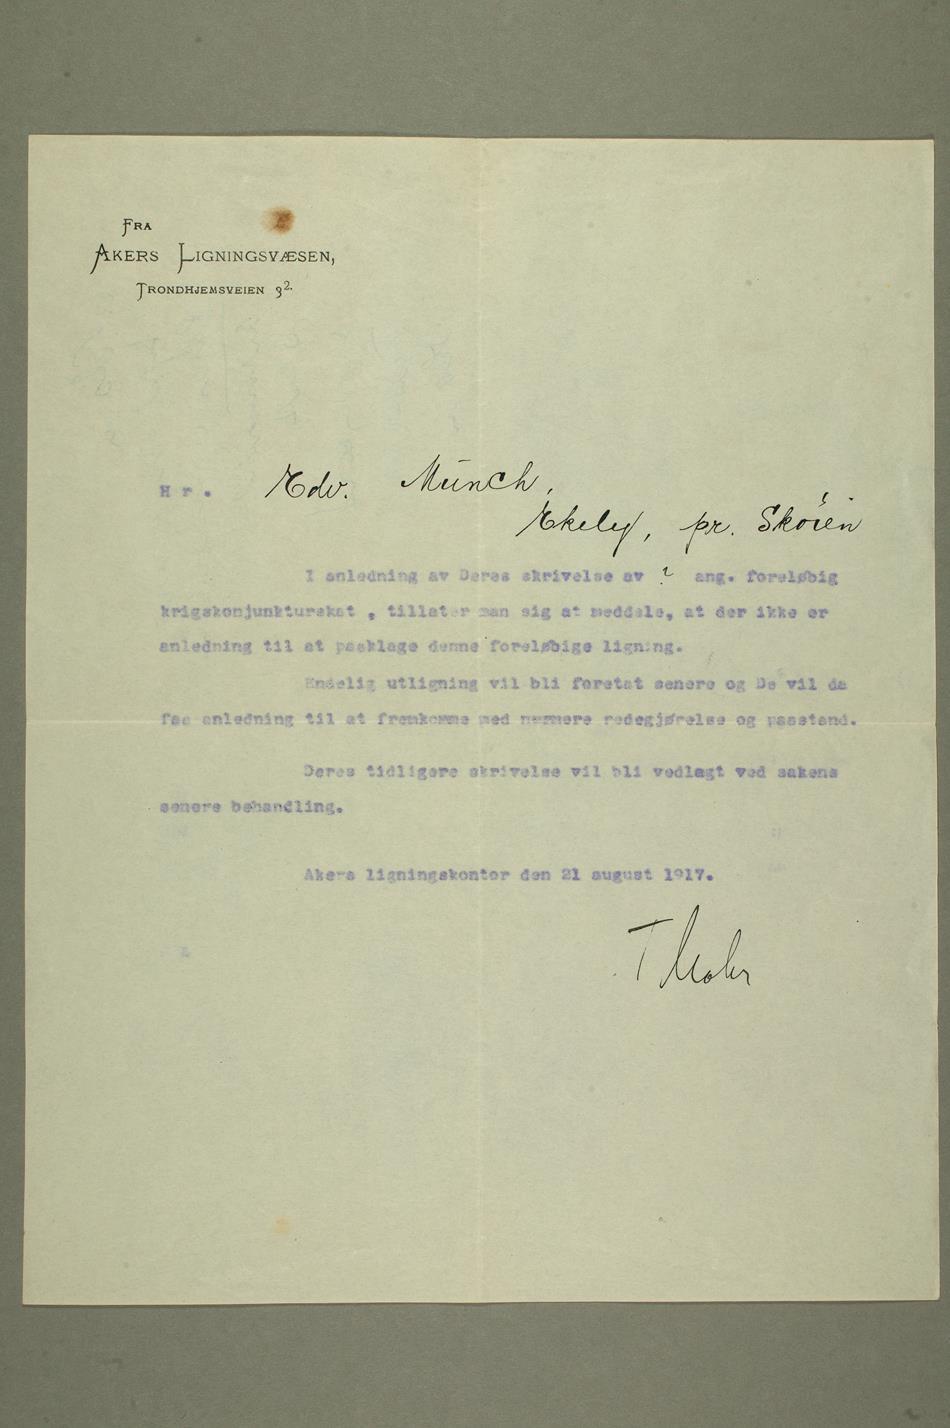 FRA
AKERS LIGNINGSVÆSEN,
TRONDHJEMSVEIEN 92.
Hr. Edv. Munch,
Ekely, pr. Skøien
I anledning av Deres skrivelse av ? ang. foreløbig
krigskonjunkturskat , tillater man sig at meddele, at der ikke er
anledning til at paaklage denne foreløbige ligning.
Endelig utligning vil bli foretat senere og De vil da
faa anledning til at fremkomme med nærmere redegjørelse og paastand.
Deres tidligere skrivelse vil bli vedlagt ved sakens
senere behandling.
Akers ligningskontor den 21 august 1917.
T Mohr